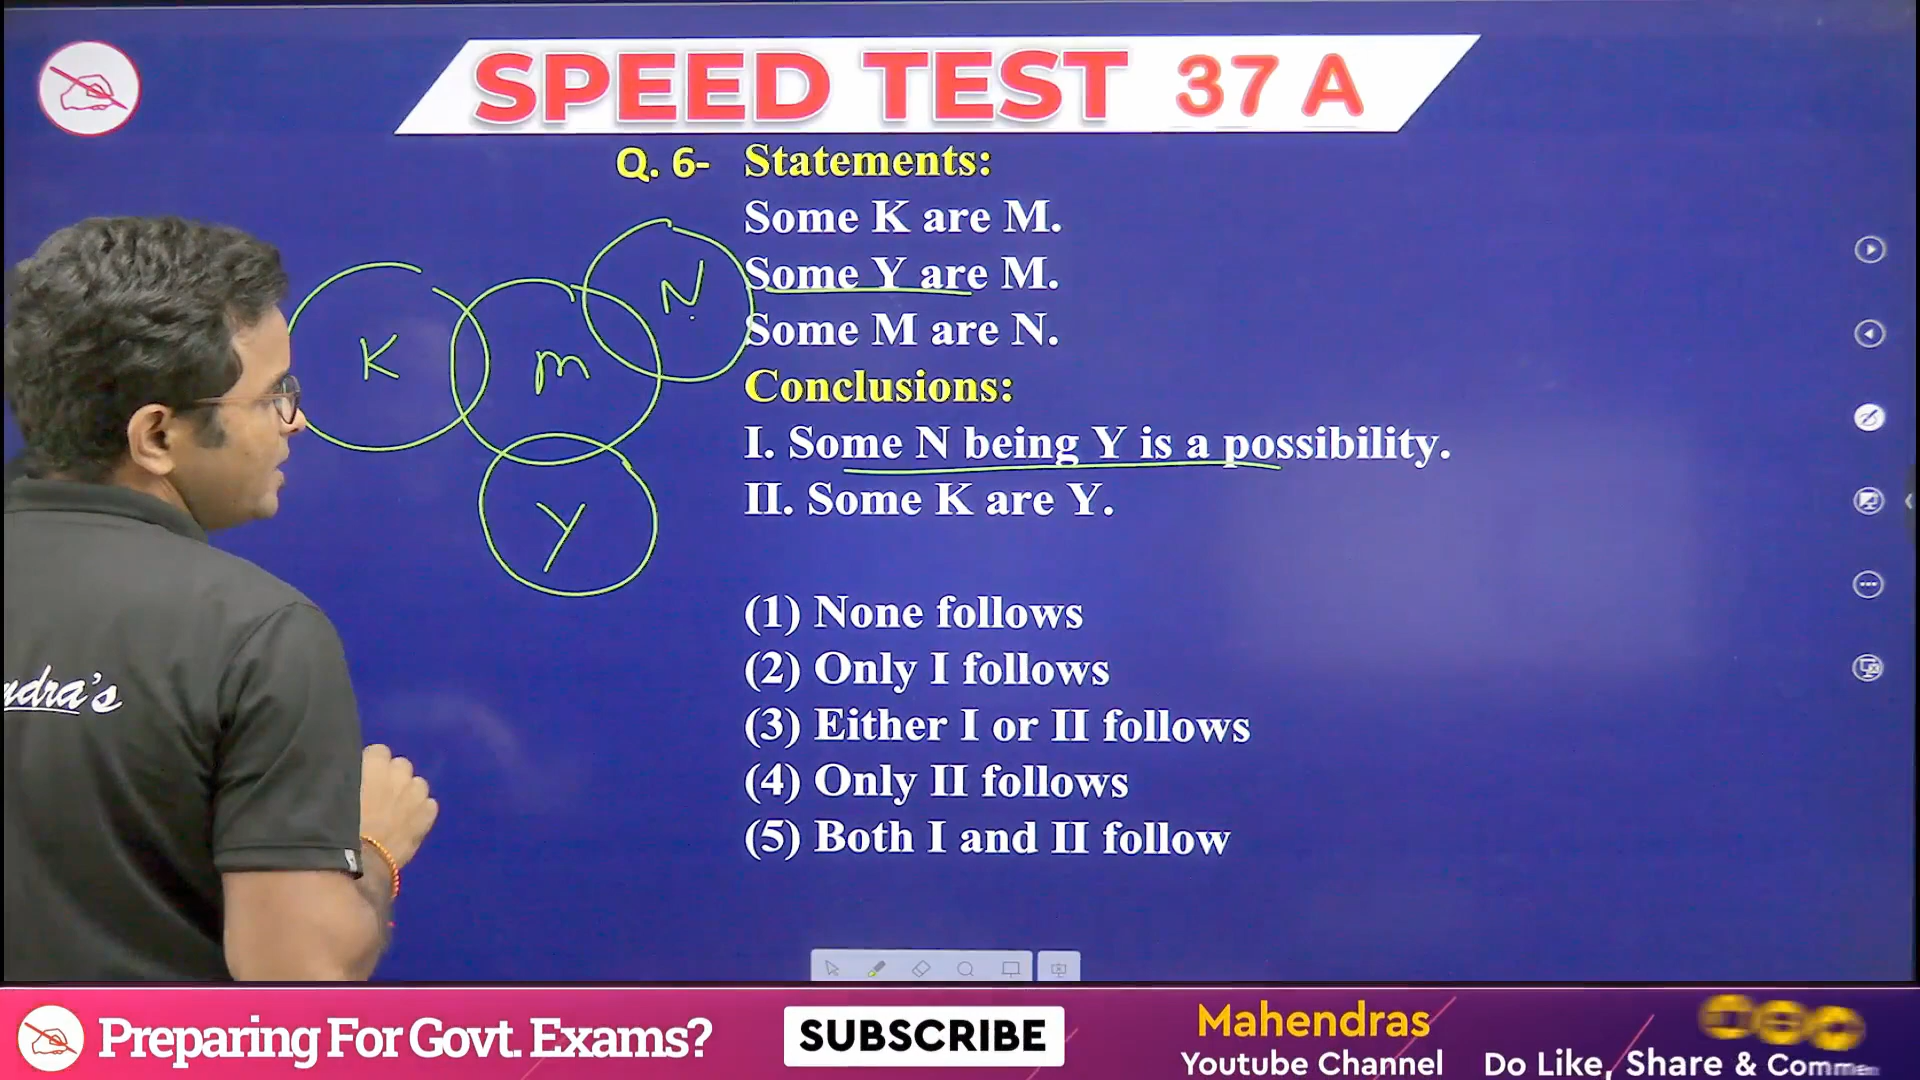 SPEED TEST 37 A
Q. 6- Statements:
Some K are M.
Some Y are M.
Some M are N.
Conclusions:
I. Some N being Y is a possibility.
II. Some K are Y.
(1) None follows
(2) Only I follows
(3) Either I or II follows
(4) Only II follows
(5) Both I and II follow
K
M
N
Y
ndra's
Preparing For Govt. Exams?
SUBSCRIBE
Mahendras
Youtube Channel
Do Like, Share &